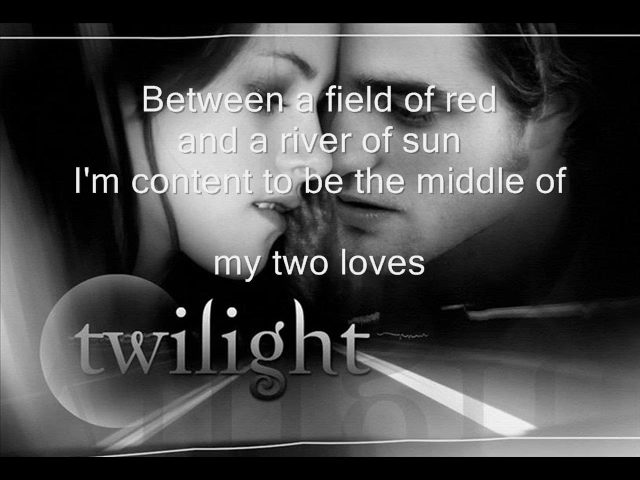 Between a field of red
and a river of sun
I'm content to be the middle of
my two loves
twilight